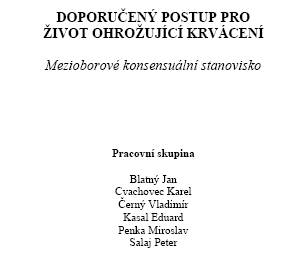 DOPORUČENÝ POSTUP PRO
ŽIVOT OHROŽUJÍCÍ KRVÁCENÍ
Mezioborové konsensuální stanovisko
Pracovní skupina
Blatný Jan
Cvachovec Karel
Černý Vladimír
Kasal Eduard
Penka Miroslav
Salaj Peter